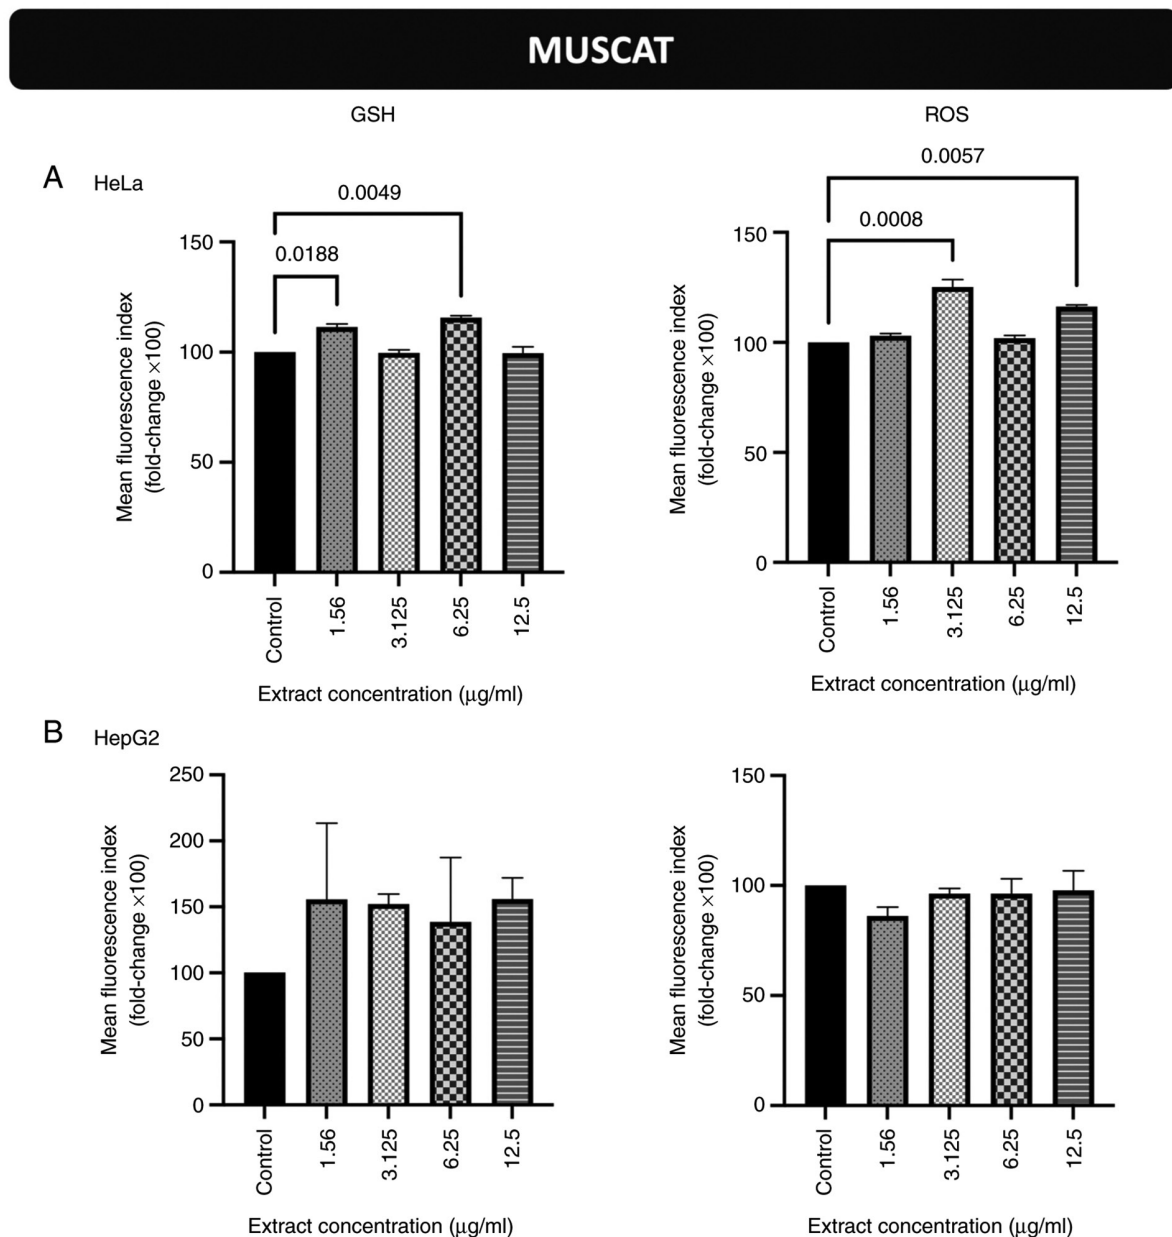 MUSCAT
GSH
ROS
A
HeLa
0.0049
0.0188
150
100
50
0
Mean fluorescence index
(fold-change ×100)
Control
1.56
3.125
6.25
12.5
Extract concentration (μg/ml)
0.0057
0.0008
150
100
50
0
Mean fluorescence index
(fold-change ×100)
Control
1.56
3.125
6.25
12.5
Extract concentration (μg/ml)
B
HepG2
250
200
150
100
50
0
Mean fluorescence index
(fold-change ×100)
Control
1.56
3.125
6.25
12.5
Extract concentration (μg/ml)
150
100
50
0
Mean fluorescence index
(fold-change ×100)
Control
1.56
3.125
6.25
12.5
Extract concentration (μg/ml)